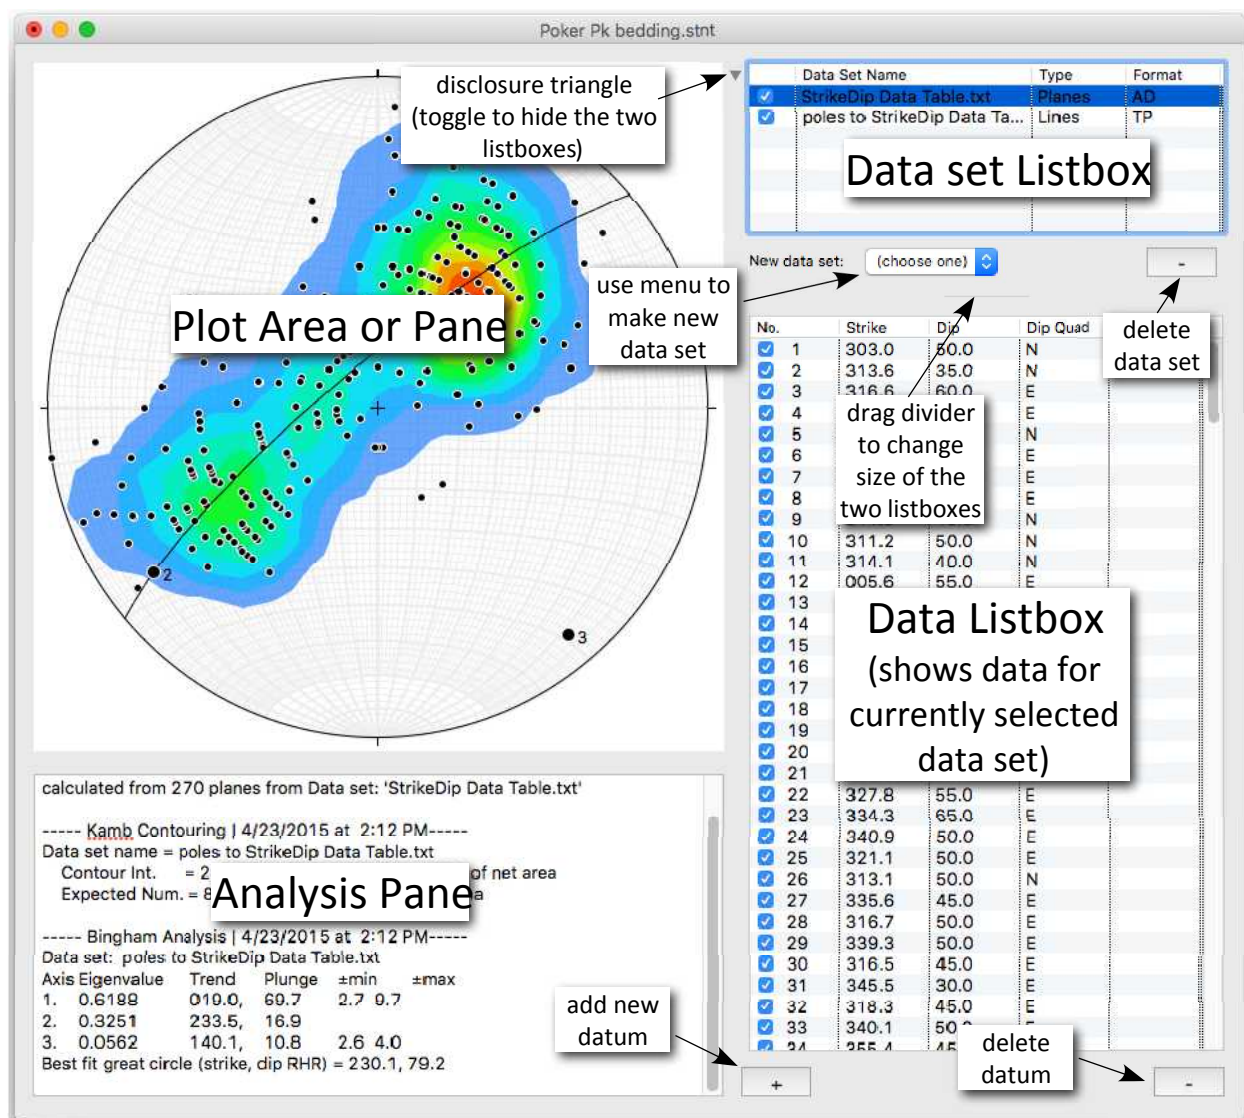 Poker Pk bedding.stnt
disclosure triangle
(toggle to hide the two
listboxes)
Data Set Name Type Format
StrikeDip Data Table.txt Planes AD
poles to StrikeDip Data Ta... Lines TP
Data set Listbox
New data set: (choose one)
-
use menu to
make new
data set
delete
data set
Plot Area or Pane
drag divider
to change
size of the
two listboxes
2
3
No. Strike Dip Dip Quad
1 303.0 50.0 N
2 313.6 35.0 N
3 316.6 60.0 E
4 E
5 N
6 E
7 E
8 E
9 N
10 311.2 50.0 N
11 314.1 40.0 N
12 005.6 55.0 E
13
14
15
16
17
18
19
20
21
22 327.8 55.0 E
23 334.3 65.0 E
24 340.9 50.0 E
25 321.1 50.0 E
26 313.1 50.0 N
27 335.6 45.0 E
28 316.7 50.0 E
29 339.3 50.0 E
30 316.5 45.0 E
31 345.5 30.0 E
32 318.3 45.0 E
33 340.1 50.0 E
34 355.4
Data Listbox
(shows data for
currently selected
data set)
calculated from 270 planes from Data set: 'StrikeDip Data Table.txt'
----- Kamb Contouring | 4/23/2015 at 2:12 PM-----
Data set name = poles to StrikeDip Data Table.txt
Contour Int. = 2 of net area
Expected Num. = 8
Analysis Pane
----- Bingham Analysis | 4/23/2015 at 2:12 PM-----
Data set: poles to StrikeDip Data Table.txt
Axis Eigenvalue Trend Plunge ±min ±max
1. 0.6188 019.0, 69.7 2.7 9.7
2. 0.3251 233.5, 16.9
3. 0.0562 140.1, 10.8 2.6 4.0
Best fit great circle (strike, dip RHR) = 230.1, 79.2
add new
datum
+
delete
datum
-